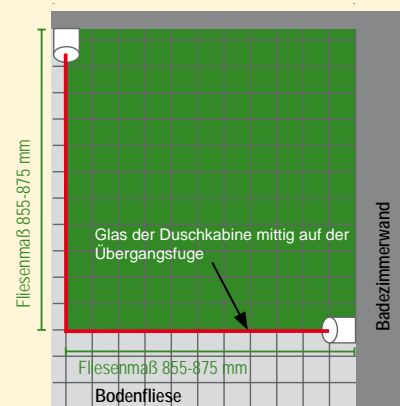 Fliesenmaß 855-875 mm
Glas der Duschkabine mittig auf der
Übergangsfuge
Badezimmerwand
Fliesenmaß 855-875 mm
Bodenfliese